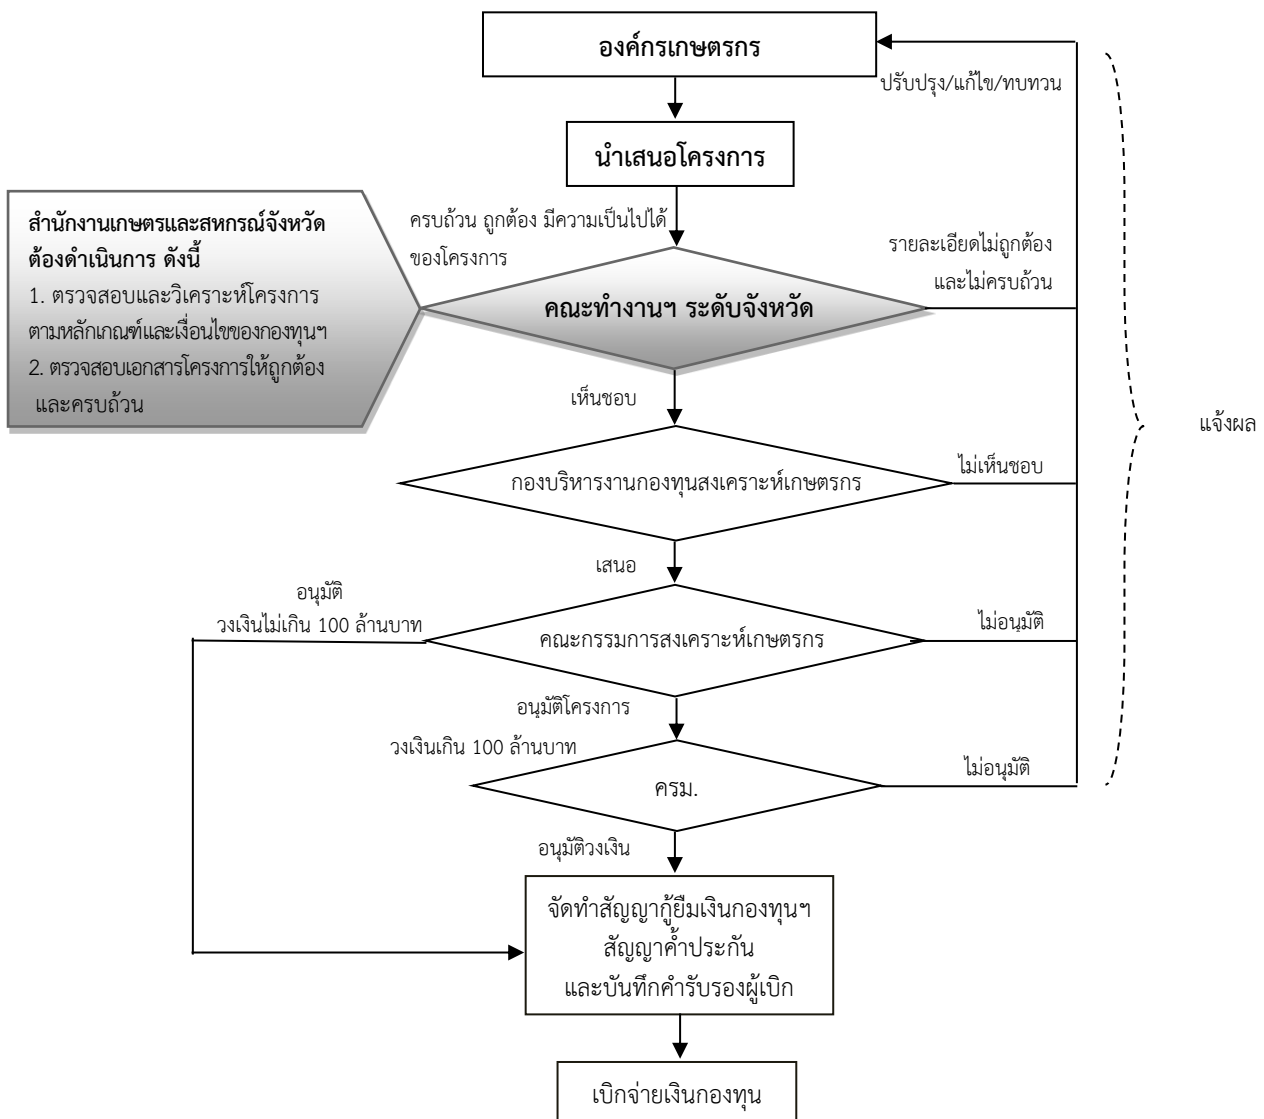 องค์กรเกษตรกร
ปรับปรุง/แก้ไข/ทบทวน
นำเสนอโครงการ
สำนักงานเกษตรและสหกรณ์จังหวัด
ต้องดำเนินการ ดังนี้
1. ตรวจสอบและวิเคราะห์โครงการ
ตามหลักเกณฑ์และเงื่อนไขของกองทุนฯ
2. ตรวจสอบเอกสารโครงการให้ถูกต้อง
และครบถ้วน
ครบถ้วน ถูกต้อง มีความเป็นไปได้
ของโครงการ
รายละเอียดไม่ถูกต้อง
และไม่ครบถ้วน
คณะทำงานฯ ระดับจังหวัด
เห็นชอบ
แจ้งผล
ไม่เห็นชอบ
กองบริหารงานกองทุนสงเคราะห์เกษตรกร
เสนอ
อนุมัติ
วงเงินไม่เกิน 100 ล้านบาท
ไม่อนุมัติ
คณะกรรมการสงเคราะห์เกษตรกร
อนุมัติโครงการ
วงเงินเกิน 100 ล้านบาท
ไม่อนุมัติ
ครม.
อนุมัติวงเงิน
จัดทำสัญญากู้ยืมเงินกองทุนฯ
สัญญาค้ำประกัน
และบันทึกคำรับรองผู้เบิก
เบิกจ่ายเงินกองทุน